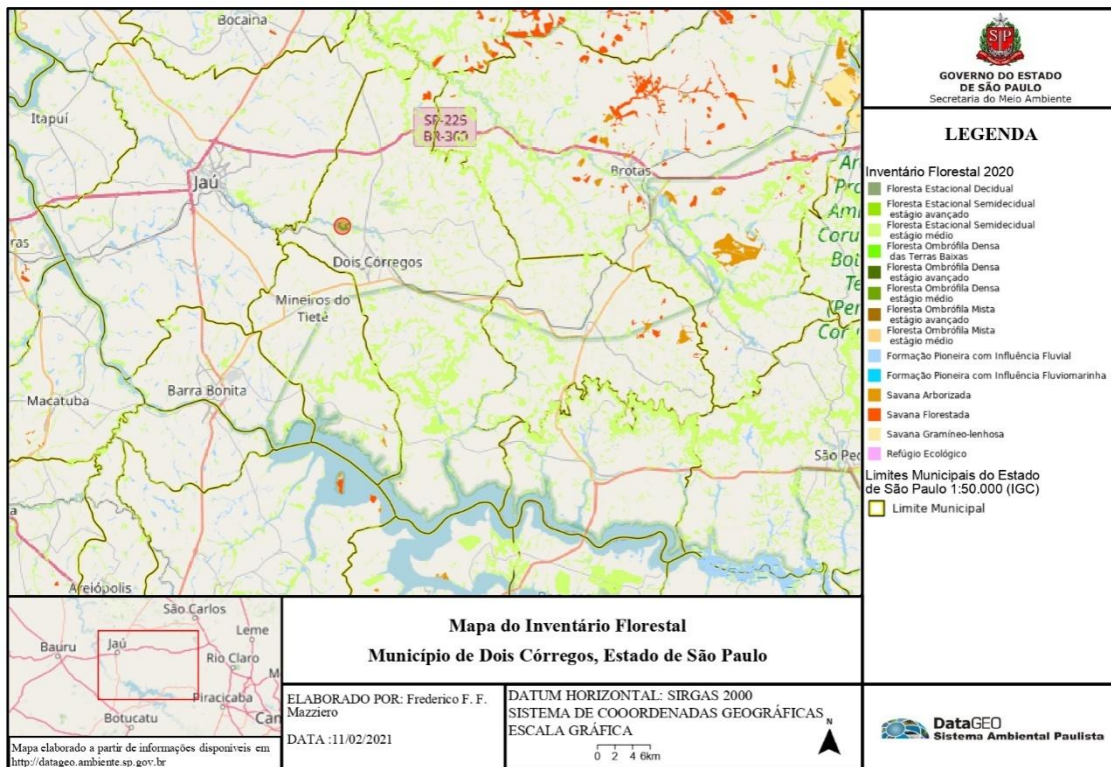 Bocaina
Itapuí
SP-225
BR-369
Jaú
Brotas
Dois Córregos
Mineiros do
Tietê
Barra Bonita
Macatuba
Areiópolis
São Ped
GOVERNO DO ESTADO
DE SÃO PAULO
Secretaria do Meio Ambiente
LEGENDA
Inventário Florestal 2020
Floresta Estacional Decidual
Floresta Estacional Semidecidual
estágio avançado
Floresta Estacional Semidecidual
estágio médio
Floresta Ombrófila Densa
das Terras Baixas
Floresta Ombrófila Densa
estágio avançado
Floresta Ombrófila Densa
estágio médio
Floresta Ombrófila Mista
estágio avançado
Floresta Ombrófila Mista
estágio médio
Formação Pioneira com Influência Fluvial
Formação Pioneira com Influência Fluviomarinha
Savana Arborizada
Savana Florestada
Savana Gramíneo-lenhosa
Refúgio Ecológico
Limites Municipais do Estado
de São Paulo 1:50.000 (IGC)
Limite Municipal
São Carlos
Leme
Bauru
Jaú
Rio Claro
Piracicaba
Botucatu
Mapa elaborado a partir de informações disponiveis em
http://datageo.ambiente.sp.gov.br
Mapa do Inventário Florestal
Município de Dois Córregos, Estado de São Paulo
ELABORADO POR: Frederico F. F.
Mazziero
DATA :11/02/2021
DATUM HORIZONTAL: SIRGAS 2000
SISTEMA DE COOORDENADAS GEOGRÁFICAS
ESCALA GRÁFICA
0 2 4 6km
N
DataGEO
Sistema Ambiental Paulista